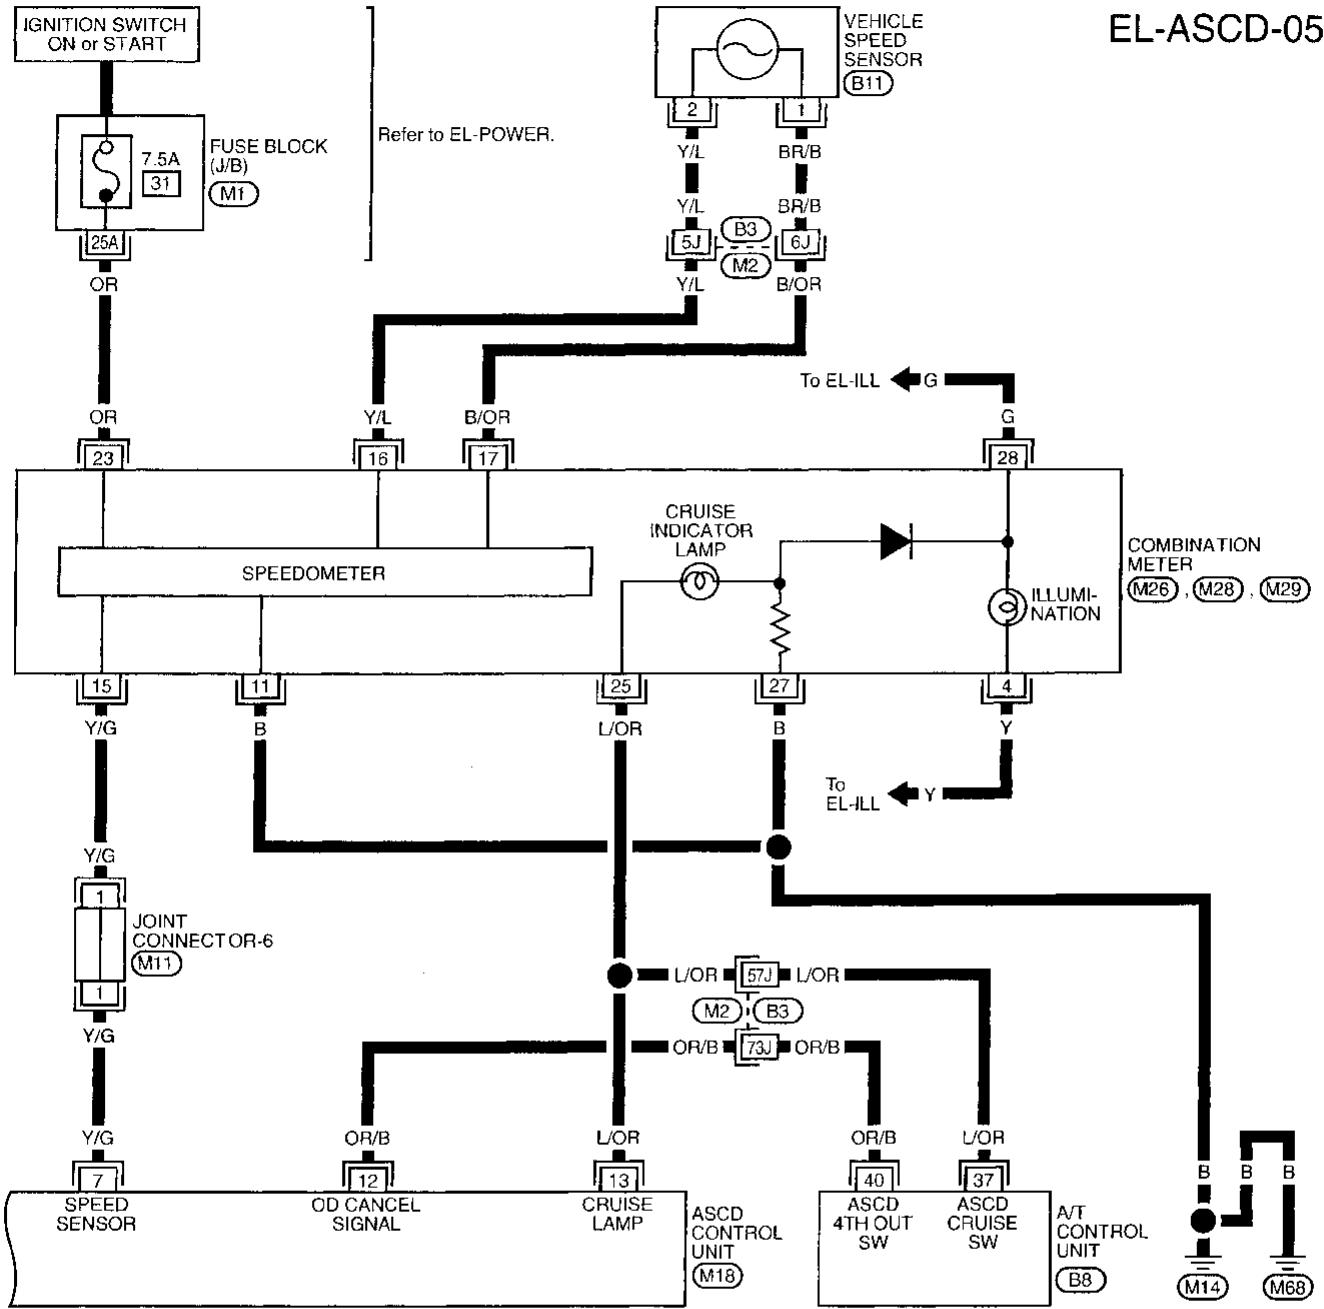 EL-ASCD-05
IGNITION SWITCH
ON or START
7.5A
31
FUSE BLOCK
(J/B)
M1
25A
OR
Refer to EL-POWER.
VEHICLE
SPEED
SENSOR
B11
2
1
Y/L
BR/B
Y/L
BR/B
5J
B3
M2
6J
Y/L
B/OR
To EL-ILL
G
OR
Y/L
B/OR
G
23
16
17
28
SPEEDOMETER
CRUISE
INDICATOR
LAMP
ILLUMI-
NATION
COMBINATION
METER
M26 , M28 , M29
15
11
25
27
4
Y/G
B
L/OR
B
Y
To
EL-ILL
Y
Y/G
1
JOINT
CONNECTOR-6
M11
1
Y/G
L/OR
57J
L/OR
M2
B3
OR/B
73J
OR/B
Y/G
OR/B
L/OR
OR/B
L/OR
7
12
13
40
37
SPEED
SENSOR
OD CANCEL
SIGNAL
CRUISE
LAMP
ASCD
CONTROL
UNIT
M18
ASCD
4TH OUT
SW
ASCD
CRUISE
SW
A/T
CONTROL
UNIT
B8
B
B
B
M14
M68